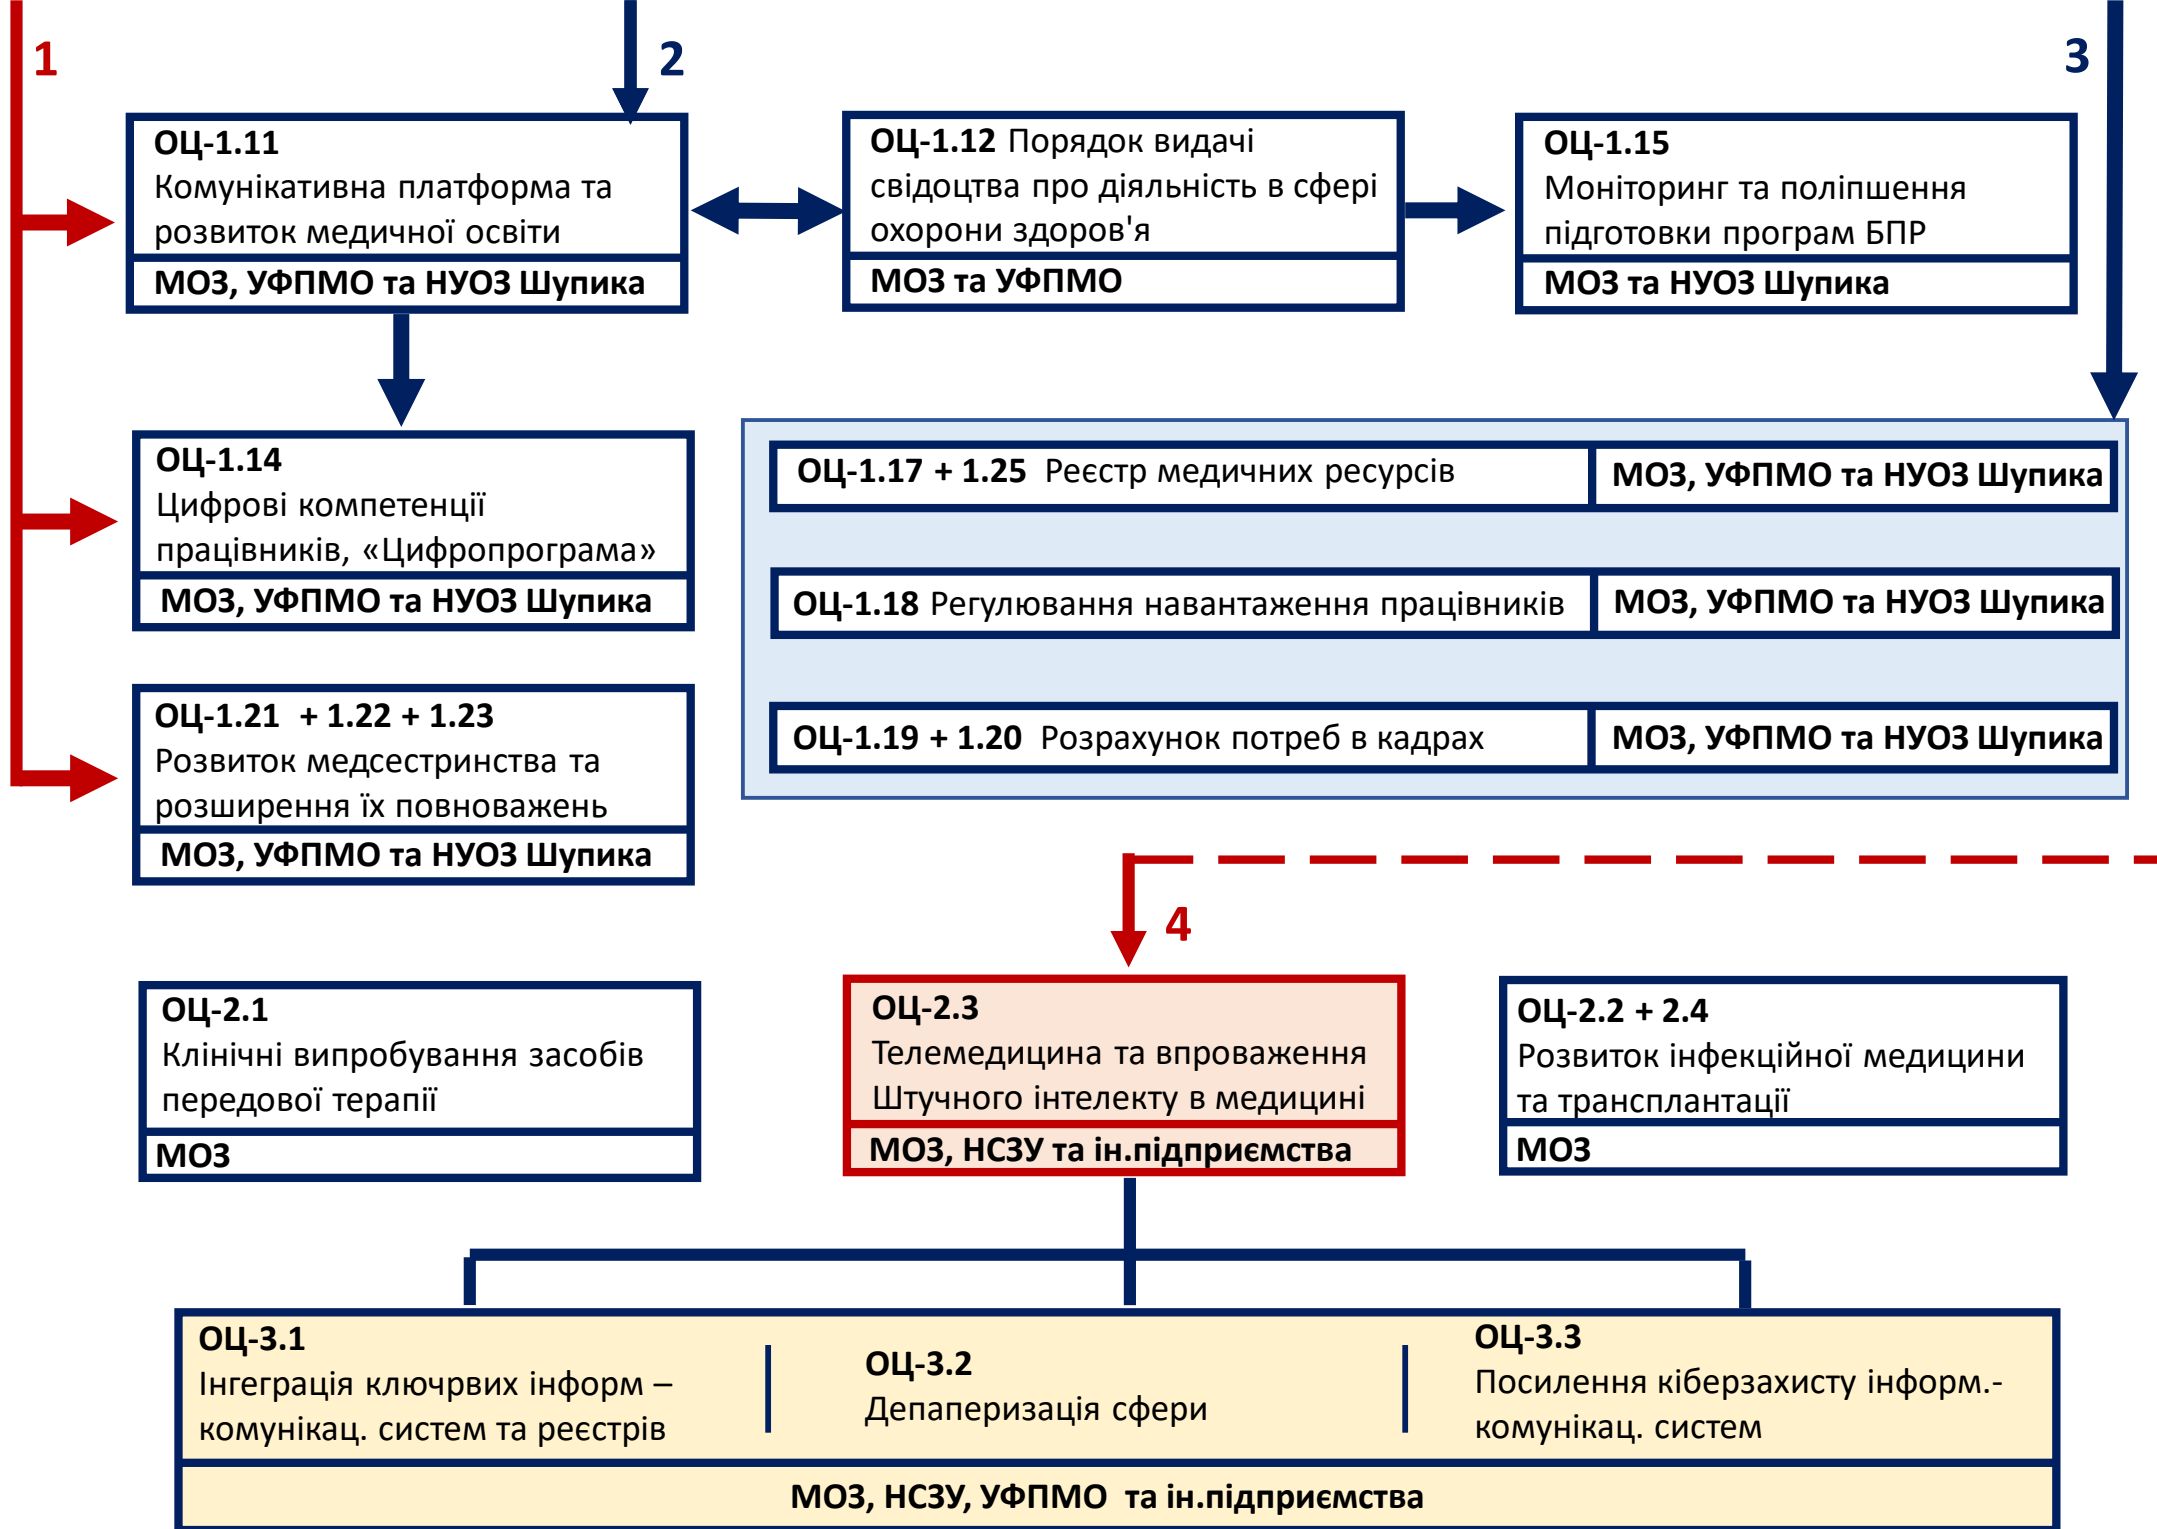 1
2
3
ОЦ-1.11
Комунікативна платформа та
розвиток медичної освіти
МОЗ, УФПМО та НУОЗ Шупика
ОЦ-1.12 Порядок видачі
свідоцтва про діяльність в сфері
охорони здоров'я
МОЗ та УФПМО
ОЦ-1.15
Моніторинг та поліпшення
підготовки програм БПР
МОЗ та НУОЗ Шупика
ОЦ-1.14
Цифрові компетенції
працівників, «Цифропрограма»
МОЗ, УФПМО та НУОЗ Шупика
ОЦ-1.17 + 1.25 Реєстр медичних ресурсів
МОЗ, УФПМО та НУОЗ Шупика
ОЦ-1.18 Регулювання навантаження працівників
МОЗ, УФПМО та НУОЗ Шупика
ОЦ-1.19 + 1.20 Розрахунок потреб в кадрах
МОЗ, УФПМО та НУОЗ Шупика
ОЦ-1.21 + 1.22 + 1.23
Розвиток медсестринства та
розширення їх повноважень
МОЗ, УФПМО та НУОЗ Шупика
4
ОЦ-2.1
Клінічні випробування засобів
передової терапії
МОЗ
ОЦ-2.3
Телемедицина та впроваження
Штучного інтелекту в медицині
МОЗ, НСЗУ та ін.підприємства
ОЦ-2.2 + 2.4
Розвиток інфекційної медицини
та трансплантації
МОЗ
ОЦ-3.1
Інгеграція ключрвих інформ –
комунікац. систем та реєстрів
ОЦ-3.2
Депаперизація сфери
ОЦ-3.3
Посилення кіберзахисту інформ.-
комунікац. систем
МОЗ, НСЗУ, УФПМО та ін.підприємства